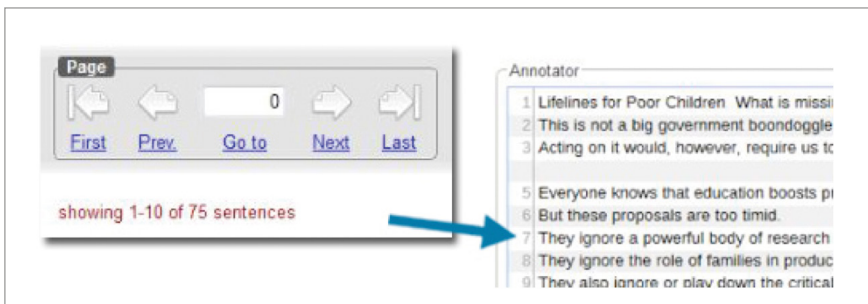 Page
0
First Prev. Go to Next Last
showing 1-10 of 75 sentences
Annotator
1 Lifelines for Poor Children What is
2 This is not a big government boondoggle
3 Acting on it would, however, require us to
5 Everyone knows that education boosts
6 But these proposals are too timid.
7 They ignore a powerful body of research
8 They ignore the role of families in
9 They also ignore or play down the critical